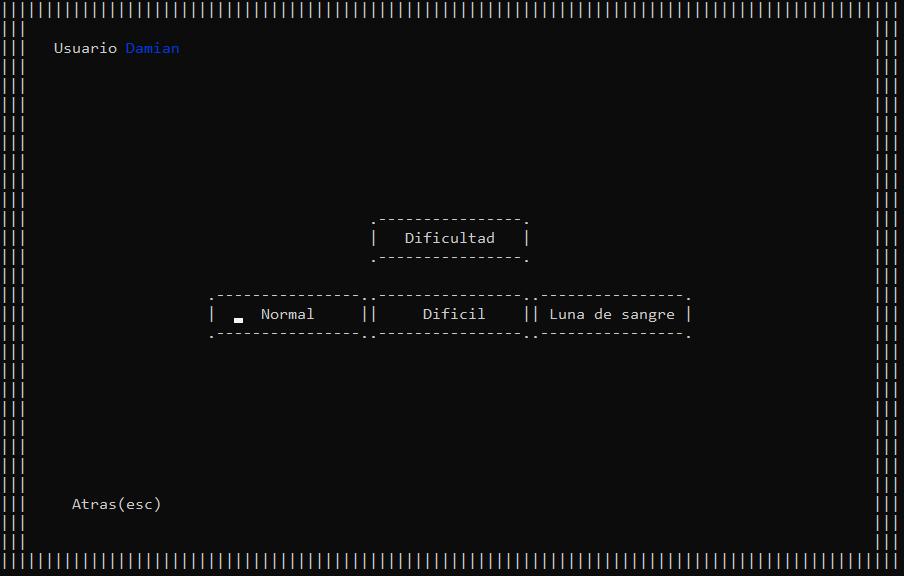 Usuario Damian
Dificultad
Normal Dificil Luna de sangre
Atras(esc)